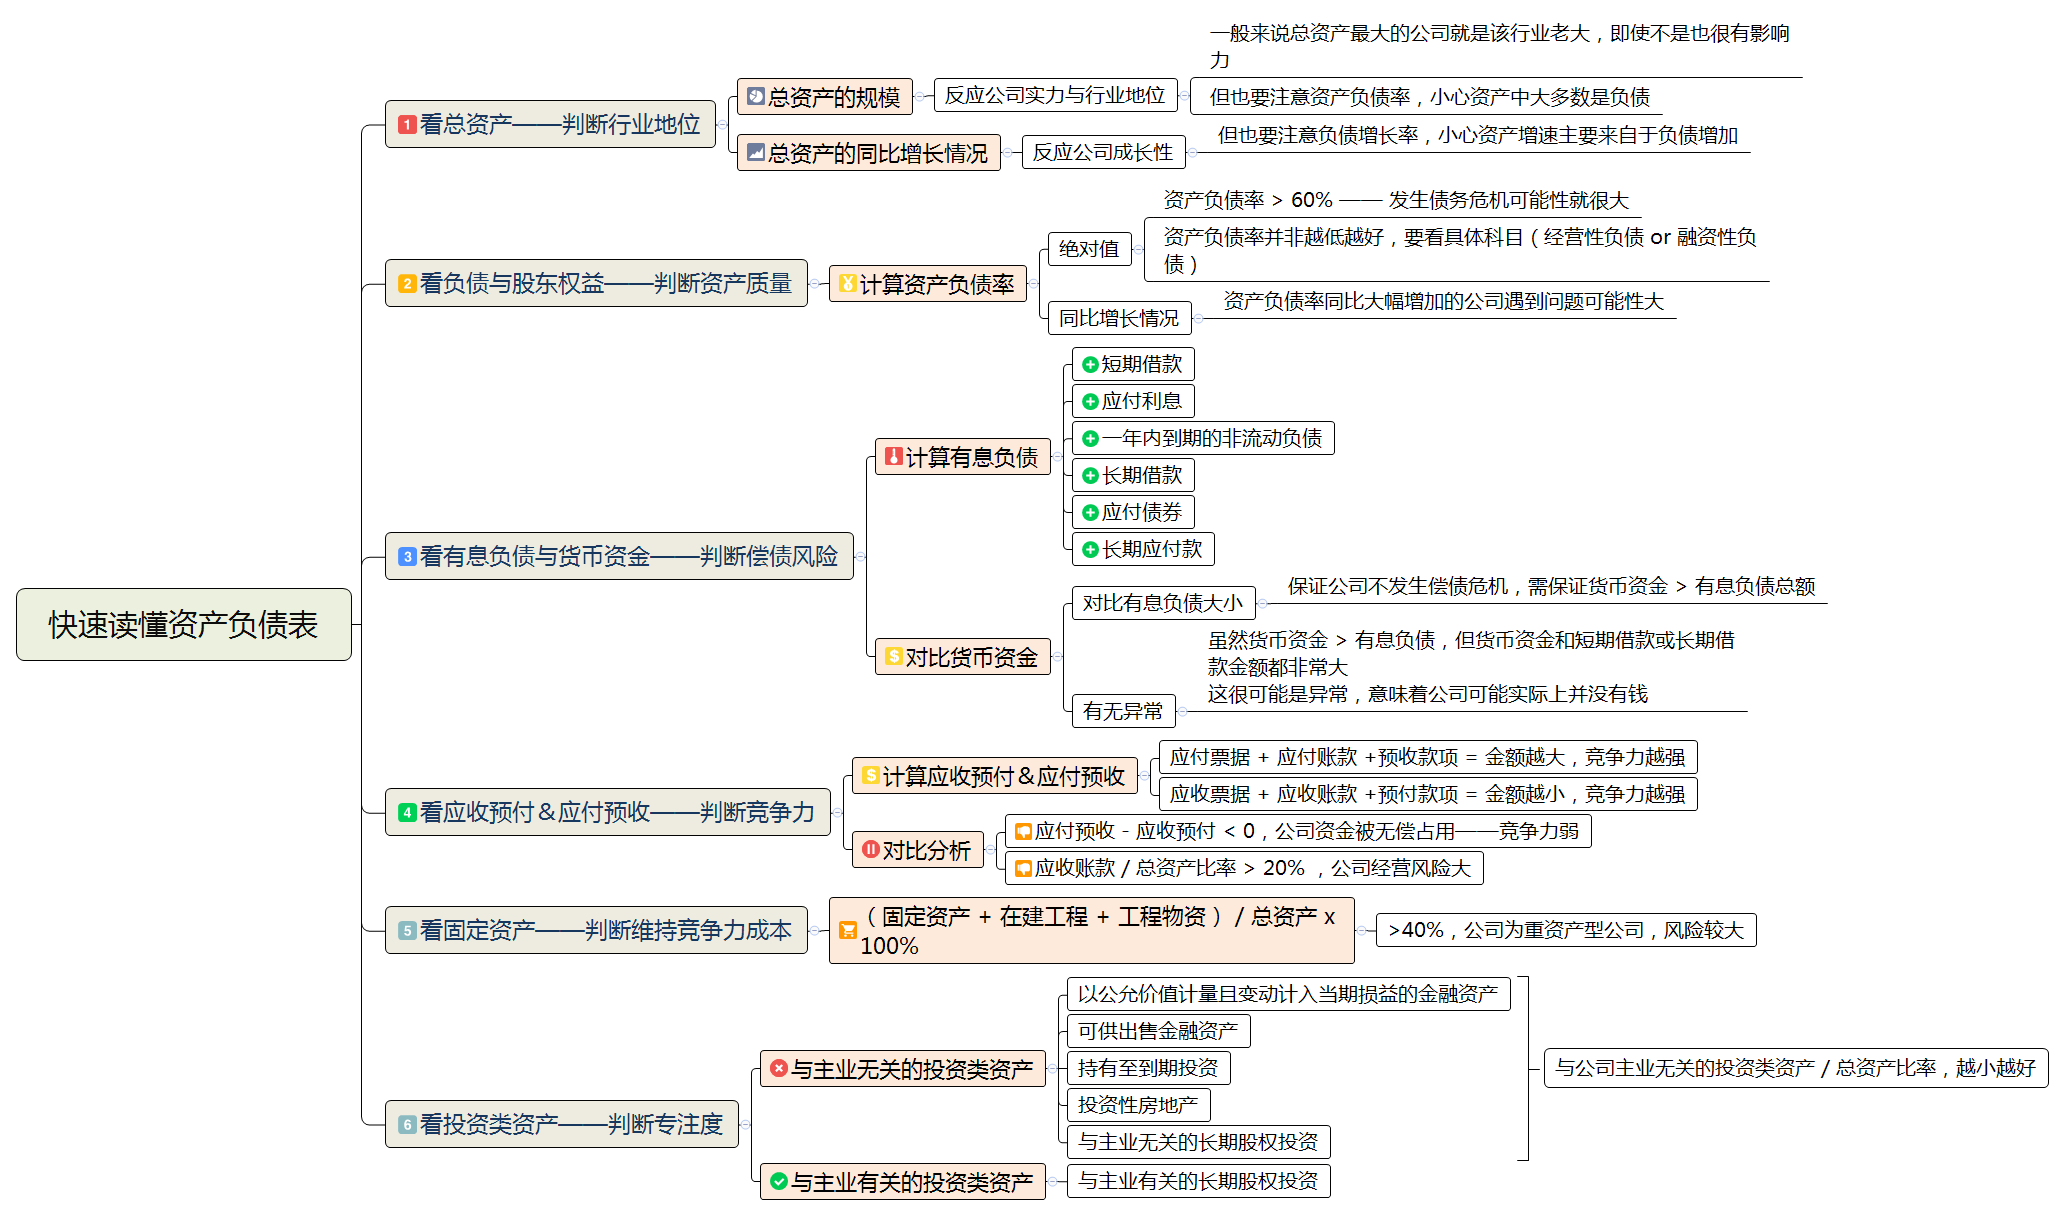 快速读懂资产负债表
1 看总资产——判断行业地位
总资产的规模
反应公司实力与行业地位
一般来说总资产最大的公司就是该行业老大，即使不是也很有影响
力
但也要注意资产负债率，小心资产中大多数是负债
总资产的同比增长情况
反应公司成长性
但也要注意负债增长率，小心资产增速主要来自于负债增加
2 看负债与股东权益——判断资产质量
计算资产负债率
绝对值
资产负债率 > 60% —— 发生债务危机可能性就很大
资产负债率并非越低越好，要看具体科目（经营性负债 or 融资性负
债）
同比增长情况
资产负债率同比大幅增加的公司遇到问题可能性大
3 看有息负债与货币资金——判断偿债风险
计算有息负债
短期借款
应付利息
一年内到期的非流动负债
长期借款
应付债券
长期应付款
对比货币资金
对比有息负债大小
保证公司不发生偿债危机，需保证货币资金 > 有息负债总额
有无异常
虽然货币资金 > 有息负债，但货币资金和短期借款或长期借
款金额都非常大
这很可能是异常，意味着公司可能实际上并没有钱
4 看应收预付＆应付预收——判断竞争力
计算应收预付＆应付预收
应付票据 + 应付账款 +预收款项 = 金额越大，竞争力越强
应收票据 + 应收账款 +预付款项 = 金额越小，竞争力越强
对比分析
应付预收 - 应收预付 < 0，公司资金被无偿占用——竞争力弱
应收账款 / 总资产比率 > 20% ，公司经营风险大
5 看固定资产——判断维持竞争力成本
（固定资产 + 在建工程 + 工程物资）/ 总资产 x
100%
>40%，公司为重资产型公司，风险较大
6 看投资类资产——判断专注度
与主业无关的投资类资产
以公允价值计量且变动计入当期损益的金融资产
可供出售金融资产
持有至到期投资
投资性房地产
与主业无关的长期股权投资
与公司主业无关的投资类资产 / 总资产比率，越小越好
与主业有关的投资类资产
与主业有关的长期股权投资